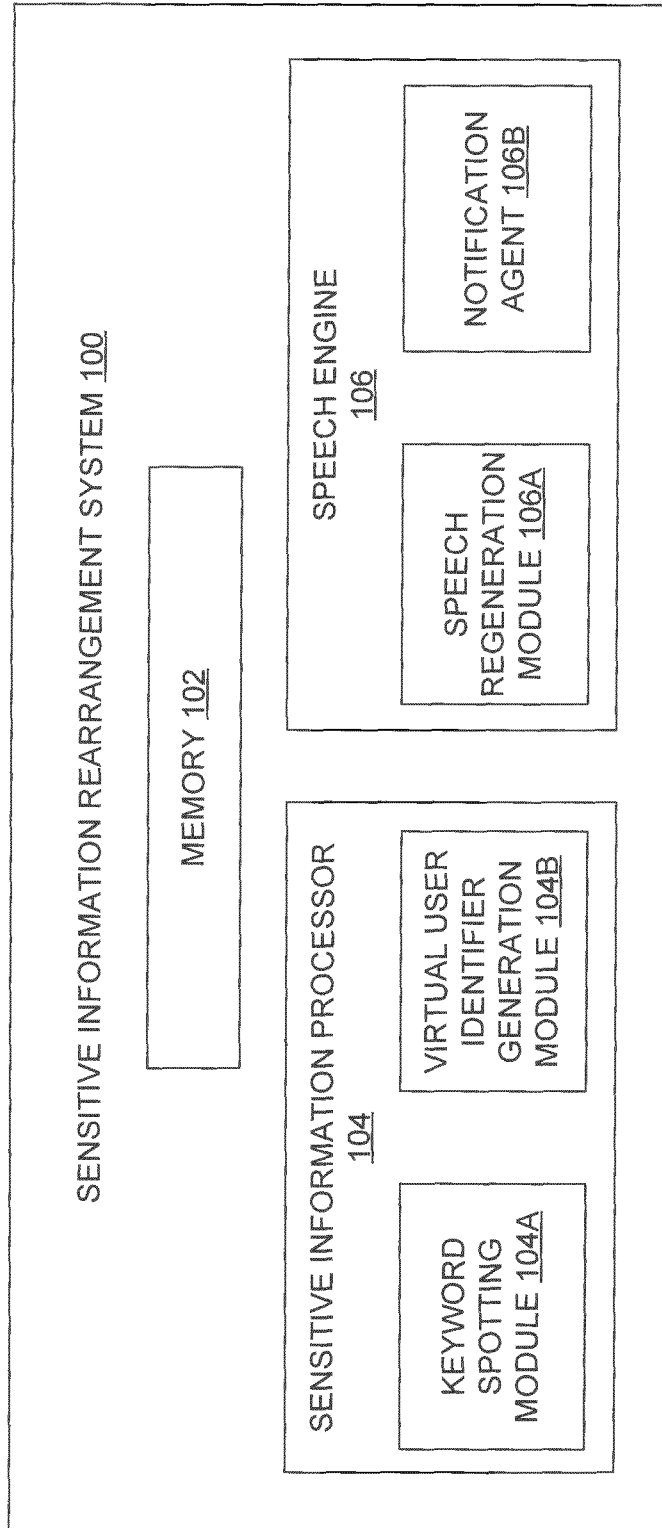 SENSITIVE INFORMATION REARRANGEMENT SYSTEM 100
MEMORY 102
SENSITIVE INFORMATION PROCESSOR
104
KEYWORD
SPOTTING
MODULE 104A
VIRTUAL USER
IDENTIFIER
GENERATION
MODULE 104B
SPEECH ENGINE
106
SPEECH
REGENERATION
MODULE 106A
NOTIFICATION
AGENT 106B